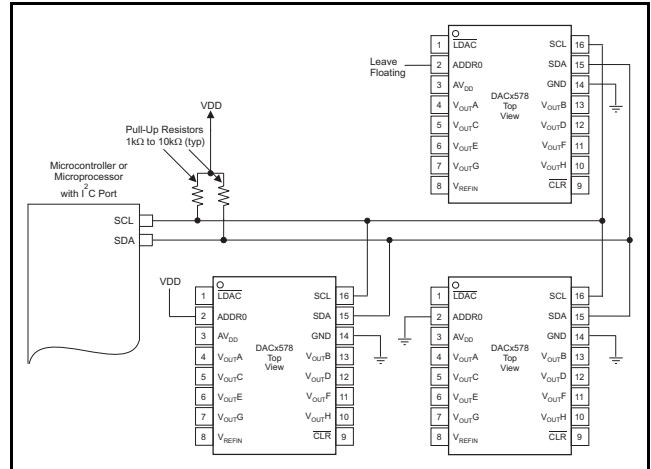 Leave
Floating
1 LDAC SCL 16
2 ADDR0 SDA 15
3 AVDD GND 14
4 VOUTA VOUTB 13
5 VOUTC VOUTD 12
6 VOUTE VOUTF 11
7 VOUTG VOUTH 10
8 VREFIN CLR 9
DACx578
Top
View
VDD
Pull-Up Resistors
1kΩ to 10kΩ (typ)
Microcontroller or
Microprocessor
with I2C Port
SCL
SDA
VDD
1 LDAC SCL 16
2 ADDR0 SDA 15
3 AVDD GND 14
4 VOUTA VOUTB 13
5 VOUTC VOUTD 12
6 VOUTE VOUTF 11
7 VOUTG VOUTH 10
8 VREFIN CLR 9
DACx578
Top
View
1 LDAC SCL 16
2 ADDR0 SDA 15
3 AVDD GND 14
4 VOUTA VOUTB 13
5 VOUTC VOUTD 12
6 VOUTE VOUTF 11
7 VOUTG VOUTH 10
8 VREFIN CLR 9
DACx578
Top
View